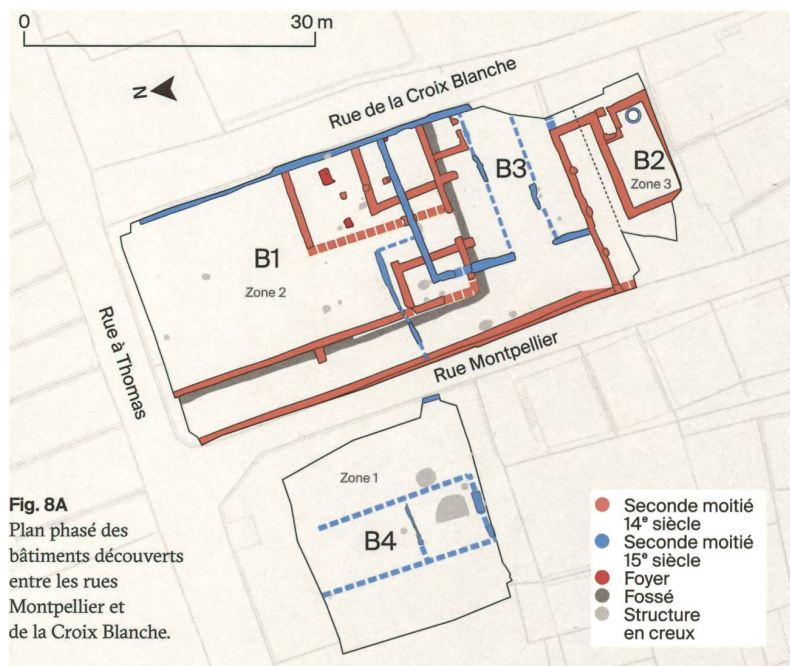 0 30 m
N
Rue de la Croix Blanche
B3
B2
Zone 3
B1
Zone 2
Rue à Thomas
Rue Montpellier
Zone 1
B4
Fig. 8A
Plan phasé des
bâtiments découverts
entre les rues
Montpellier et
de la Croix Blanche.
Seconde moitié
14e siècle
Seconde moitié
15e siècle
Foyer
Fossé
Structure
en creux